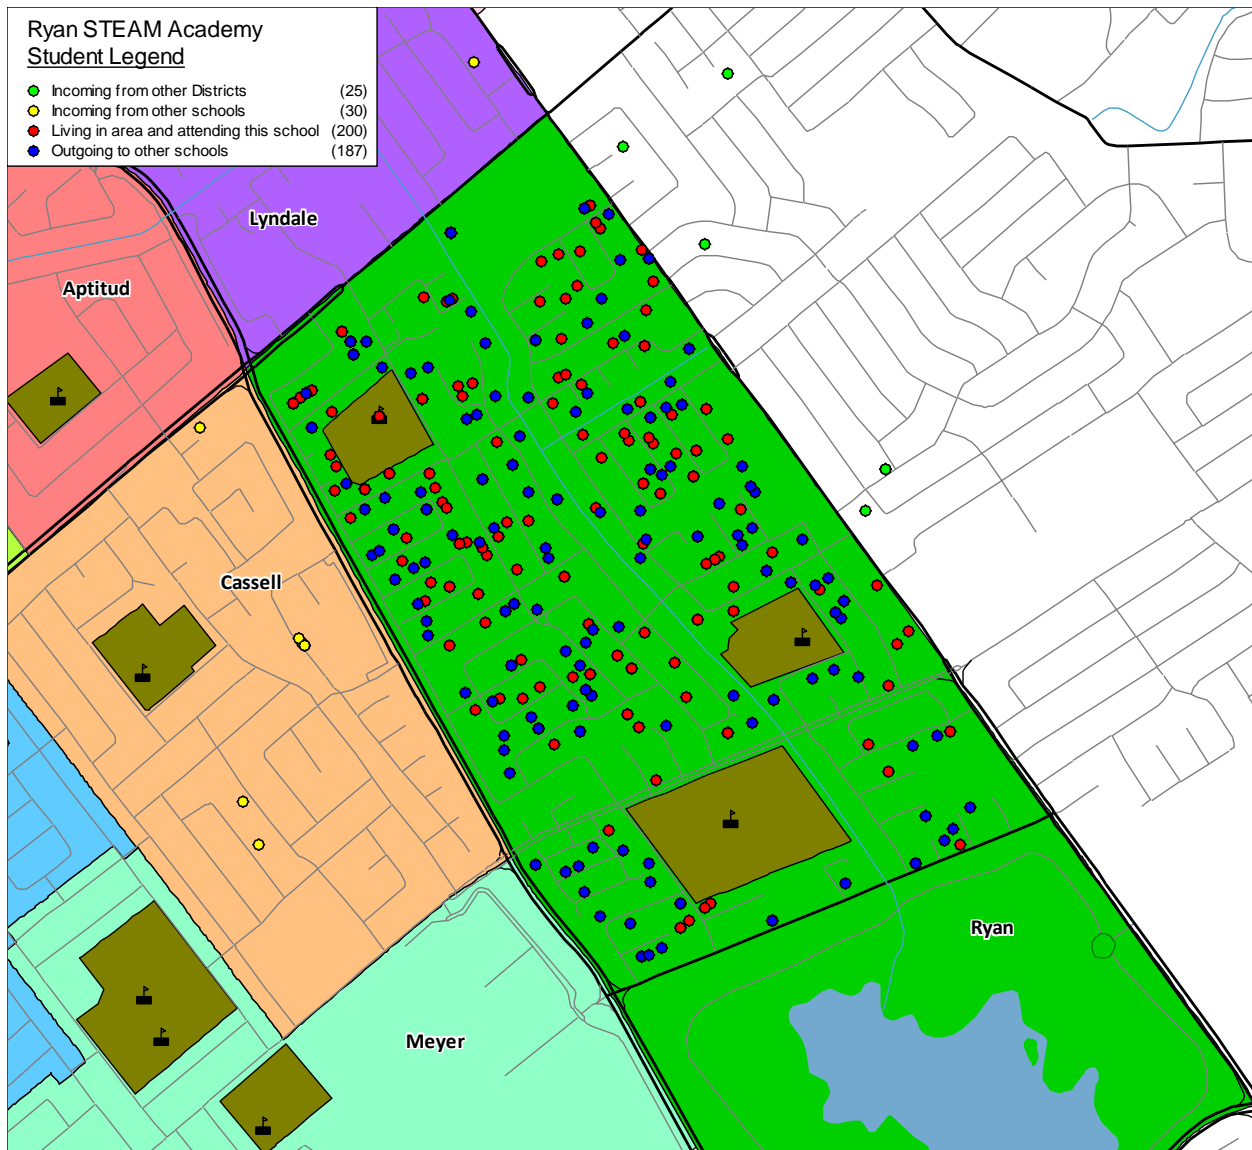 Ryan STEAM Academy
Student Legend
Incoming from other Districts (25)
Incoming from other schools (30)
Living in area and attending this school (200)
Outgoing to other schools (187)
Lyndale
Aptitud
Cassell
Ryan
Meyer